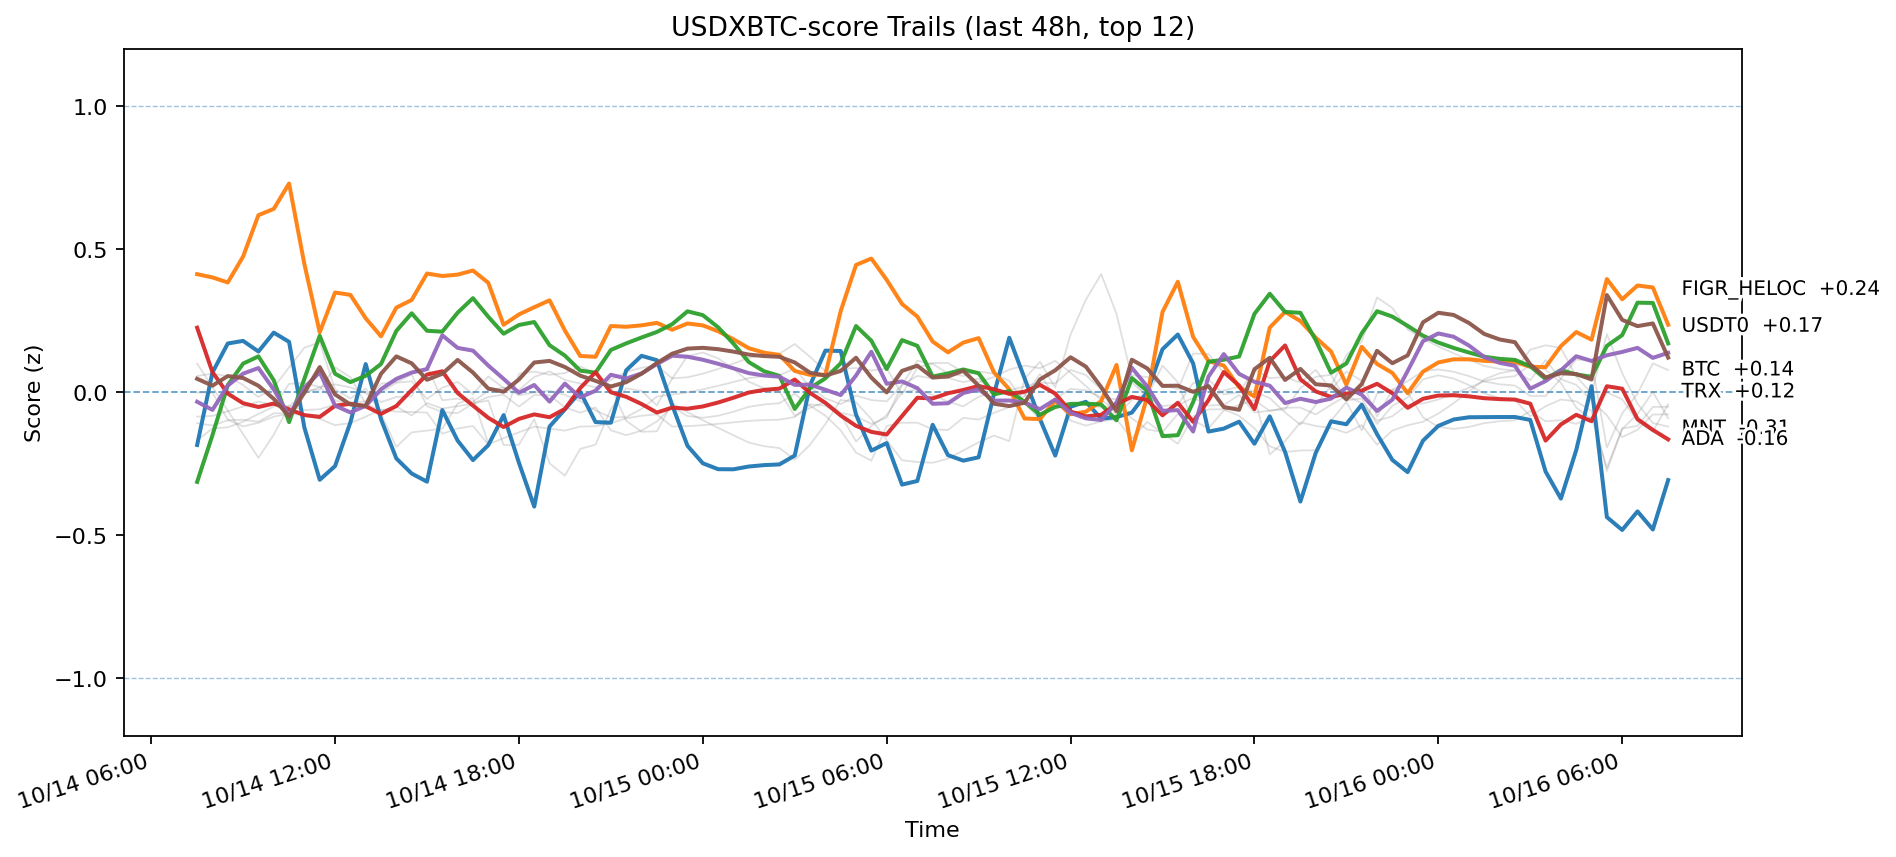 USDXBTC-score Trails (last 48h, top 12)
1.0
0.5
0.0
−0.5
−1.0
Score (z)
FIGR_HELOC +0.24
USDT0 +0.17
BTC +0.14
TRX +0.12
MNT -0.31
ADA -0.16
10/14 06:00
10/14 12:00
10/14 18:00
10/15 00:00
10/15 06:00
10/15 12:00
10/15 18:00
10/16 00:00
10/16 06:00
Time